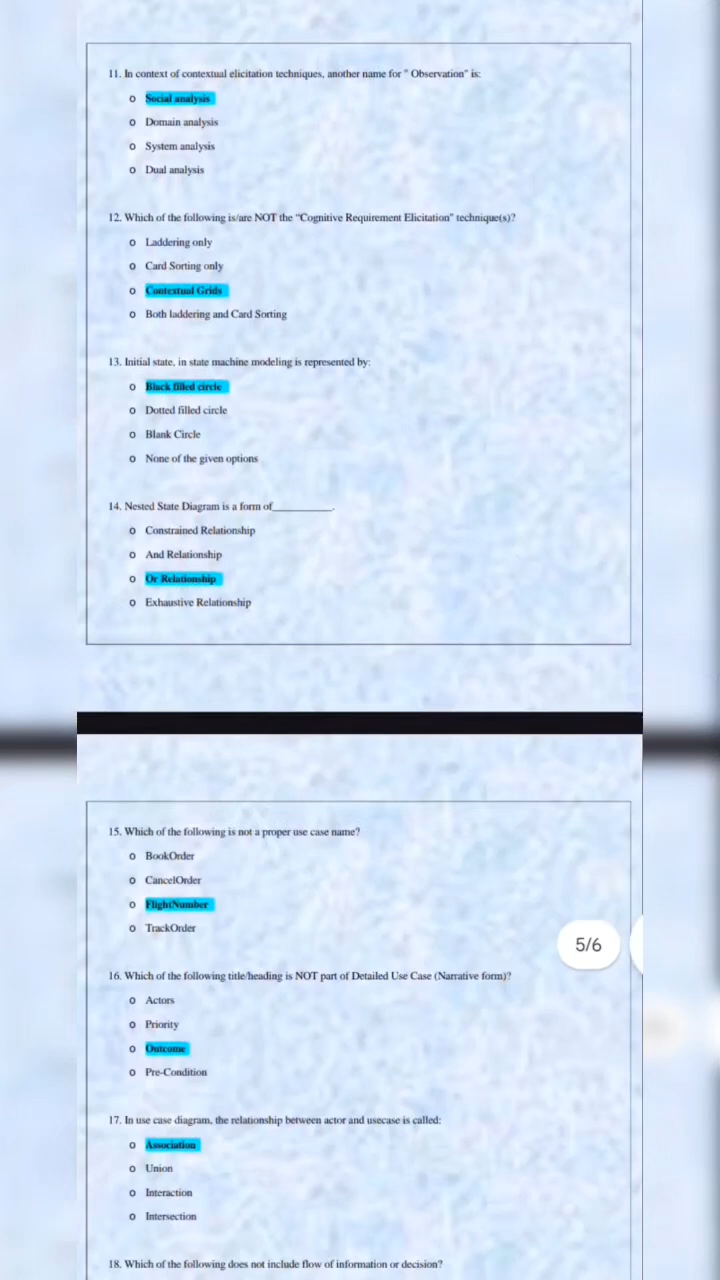 11. In context of contextual elicitation techniques, another name for " Observation" is:
o Social analysis
o Domain analysis
o System analysis
o Dual analysis
12. Which of the following is/are NOT the "Cognitive Requirement Elicitation" technique(s)?
o Laddering only
o Card Sorting only
o Contextual Grids
o Both laddering and Card Sorting
13. Initial state, in state machine modeling is represented by:
o Black filled circle
o Dotted filled circle
o Blank Circle
o None of the given options
14. Nested State Diagram is a form of__________.
o Constrained Relationship
o And Relationship
o Or Relationship
o Exhaustive Relationship
15. Which of the following is not a proper use case name?
o BookOrder
o CancelOrder
o FlightNumber
o TrackOrder
5/6
16. Which of the following title/heading is NOT part of Detailed Use Case (Narrative form)?
o Actors
o Priority
o Outcome
o Pre-Condition
17. In use case diagram, the relationship between actor and usecase is called:
o Association
o Union
o Interaction
o Intersection
18. Which of the following does not include flow of information or decision?